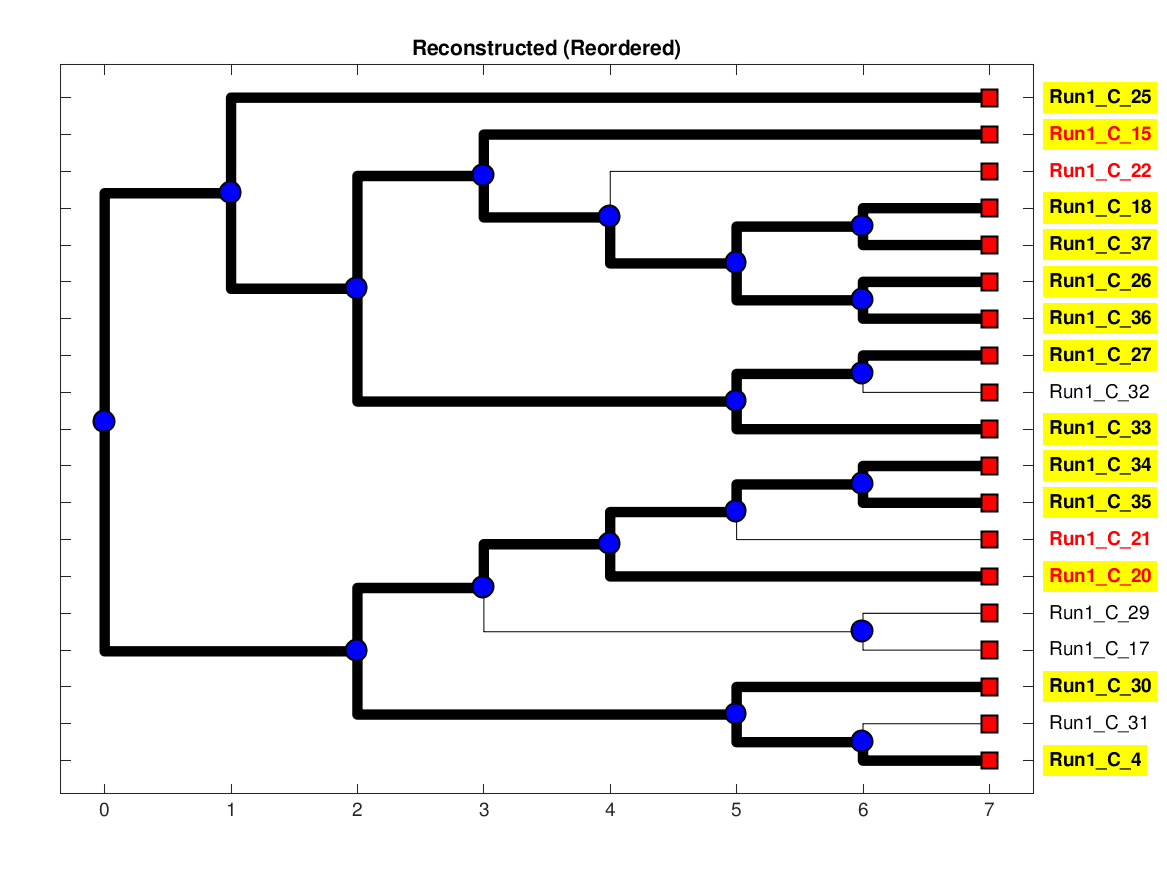 Reconstructed (Reordered)
Run1_C_25
Run1_C_15
Run1_C_22
Run1_C_18
Run1_C_37
Run1_C_26
Run1_C_36
Run1_C_27
Run1_C_32
Run1_C_33
Run1_C_34
Run1_C_35
Run1_C_21
Run1_C_20
Run1_C_29
Run1_C_17
Run1_C_30
Run1_C_31
Run1_C_4
0 1 2 3 4 5 6 7